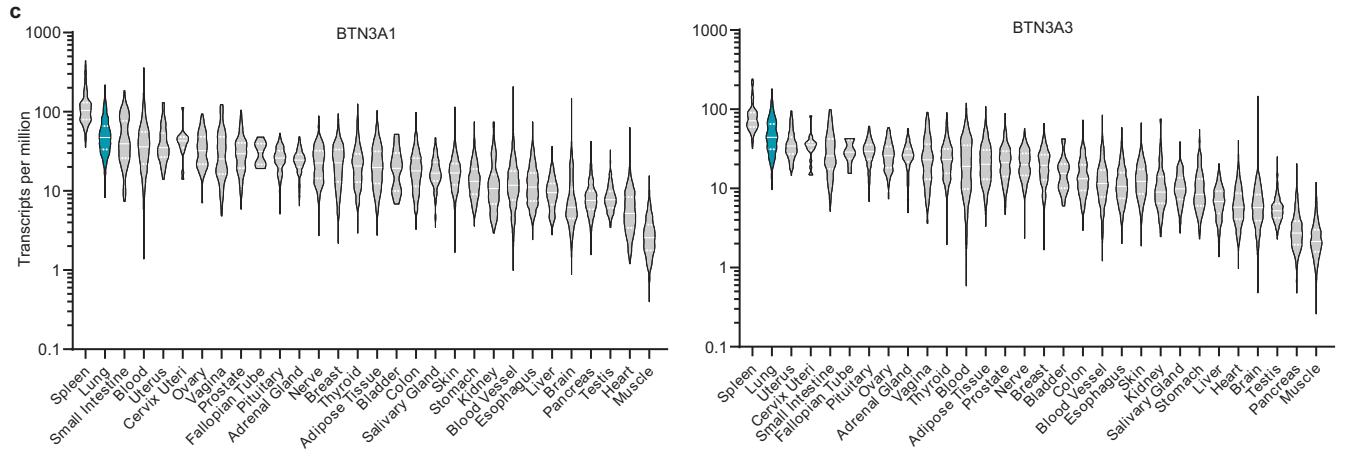 c
BTN3A1
Transcripts per million
1000
100
10
1
0.1
Spleen
Lung
Small Intestine
Blood
Uterus
Cervix Uteri
Ovary
Vagina
Prostate
Fallopian Tube
Pituitary
Adrenal Gland
Nerve
Breast
Thyroid
Adipose Tissue
Bladder
Colon
Salivary Gland
Skin
Stomach
Kidney
Blood Vessel
Esophagus
Liver
Brain
Pancreas
Testis
Heart
Muscle
BTN3A3
1000
100
10
1
0.1
Spleen
Lung
Uterus
Cervix Uteri
Small Intestine
Fallopian Tube
Pituitary
Ovary
Adrenal Gland
Vagina
Thyroid
Blood
Adipose Tissue
Prostate
Nerve
Breast
Bladder
Colon
Blood Vessel
Esophagus
Skin
Kidney
Salivary Gland
Stomach
Liver
Heart
Brain
Testis
Pancreas
Muscle